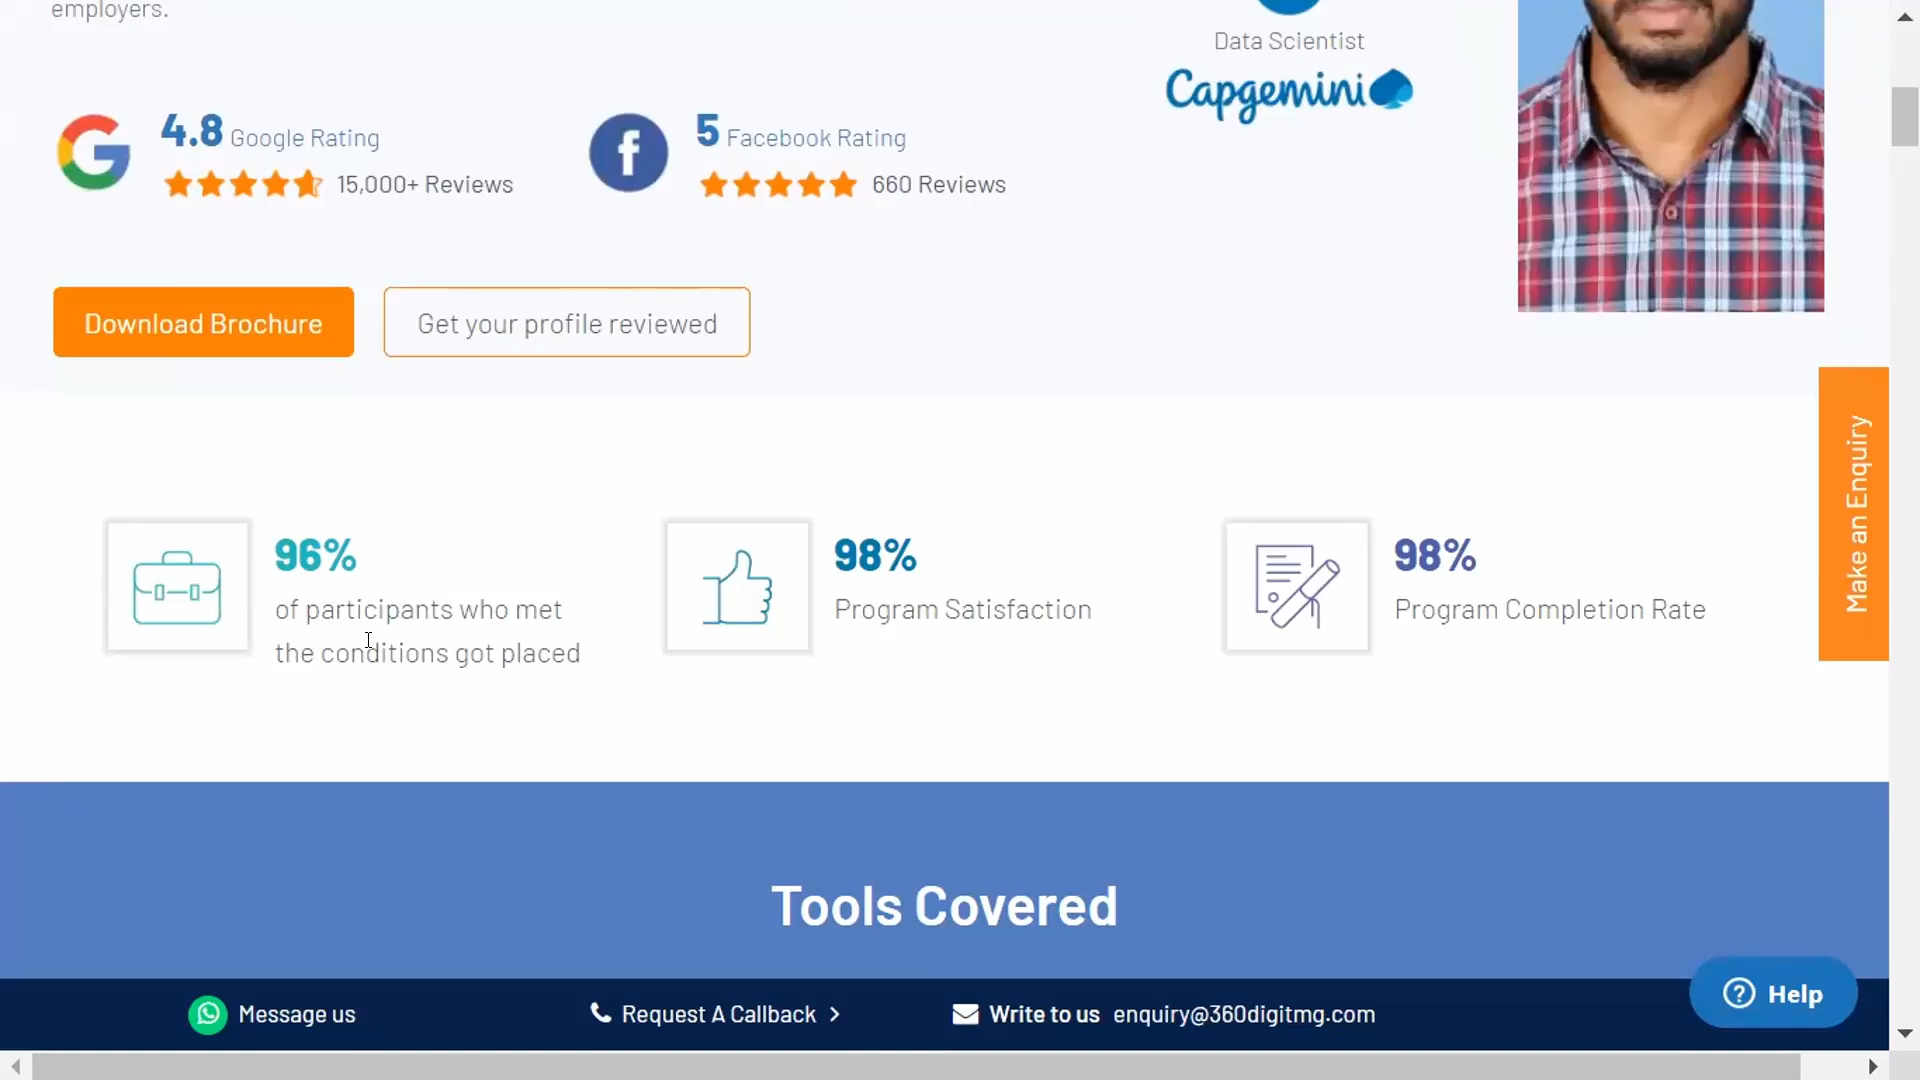 employers.
Data Scientist
Capgemini
4.8 Google Rating
15,000+ Reviews
5 Facebook Rating
660 Reviews
Download Brochure
Get your profile reviewed
Make an Enquiry
96%
of participants who met
the conditions got placed
98%
Program Satisfaction
98%
Program Completion Rate
Tools Covered
Help
Message us
Request A Callback
Write to us enquiry@360digitmg.com